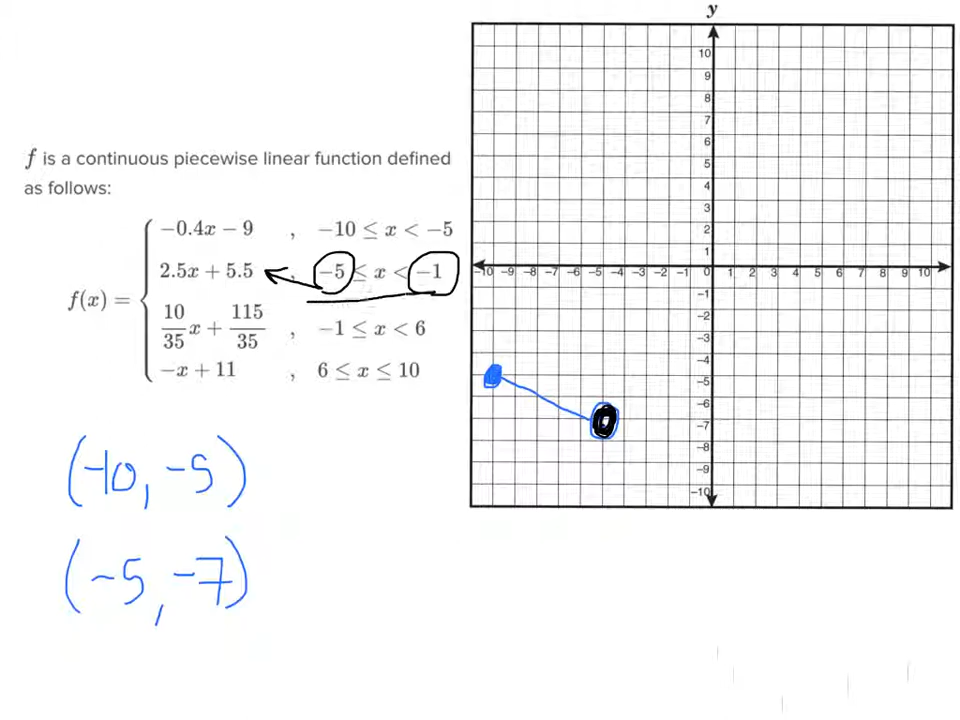 y
10
9
8
7
6
5
4
3
2
1
-10 -9 -8 -7 -6 -5 -4 -3 -2 -1 0 1 2 3 4 5 6 7 8 9 10
-1
-2
-3
-4
-5
-6
-7
-8
-9
-10
f is a continuous piecewise linear function defined
as follows:
f(x) =
-0.4x - 9 , -10 ≤ x < -5
2.5x + 5.5 , -5 ≤ x < -1
10/35 x + 115/35 , -1 ≤ x < 6
-x + 11 , 6 ≤ x ≤ 10
(-10, -5)
(-5, -7)